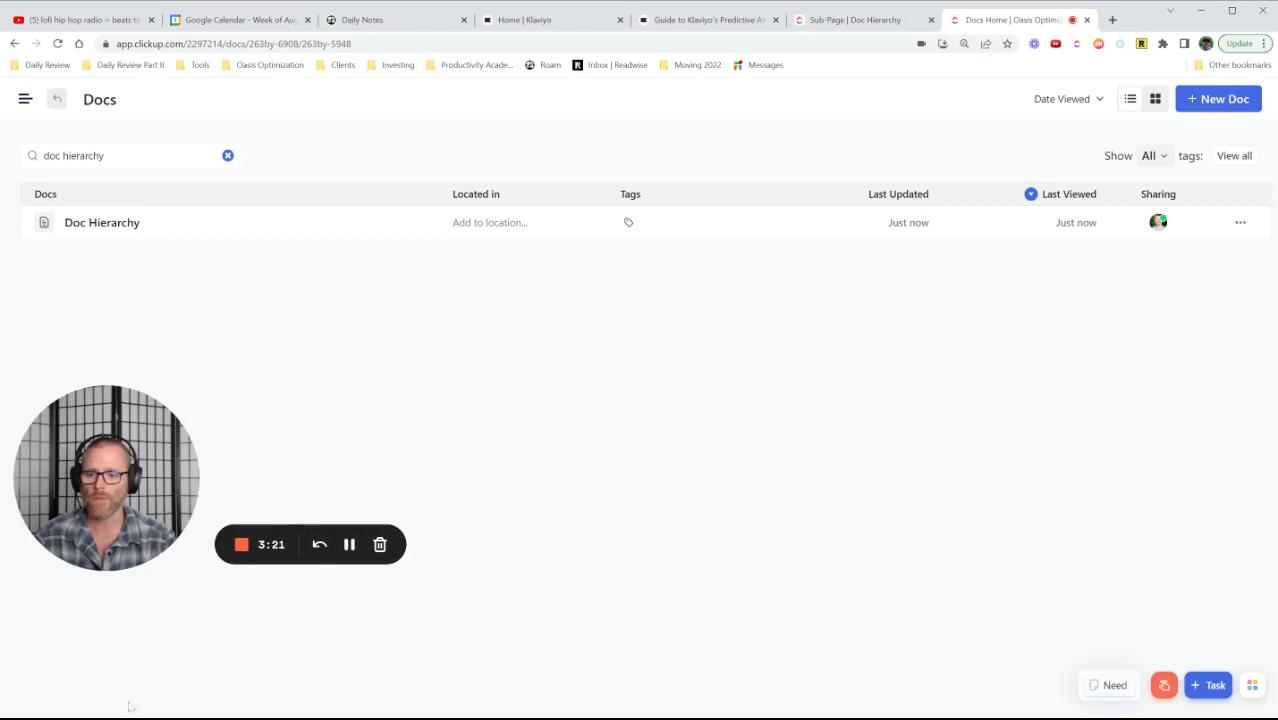 (5) lofi hip hop radio – beats to
Google Calendar - Week of Aug
Daily Notes
Home | Klaviyo
Guide to Klaviyo's Predictive An
Sub-Page | Doc Hierarchy
Docs Home | Oasis Optimiz
app.clickup.com/2297214/docs/263by-6908/263by-5948
Update
Daily Review
Daily Review Part II
Tools
Oasis Optimization
Clients
Investing
Productivity Acade...
Roam
Inbox | Readwise
Moving 2022
Messages
Other bookmarks
Docs
Date Viewed
+ New Doc
doc hierarchy
Show All tags: View all
Docs Located in Tags Last Updated Last Viewed Sharing
Doc Hierarchy Add to location... Just now Just now
3:21
Need
+ Task